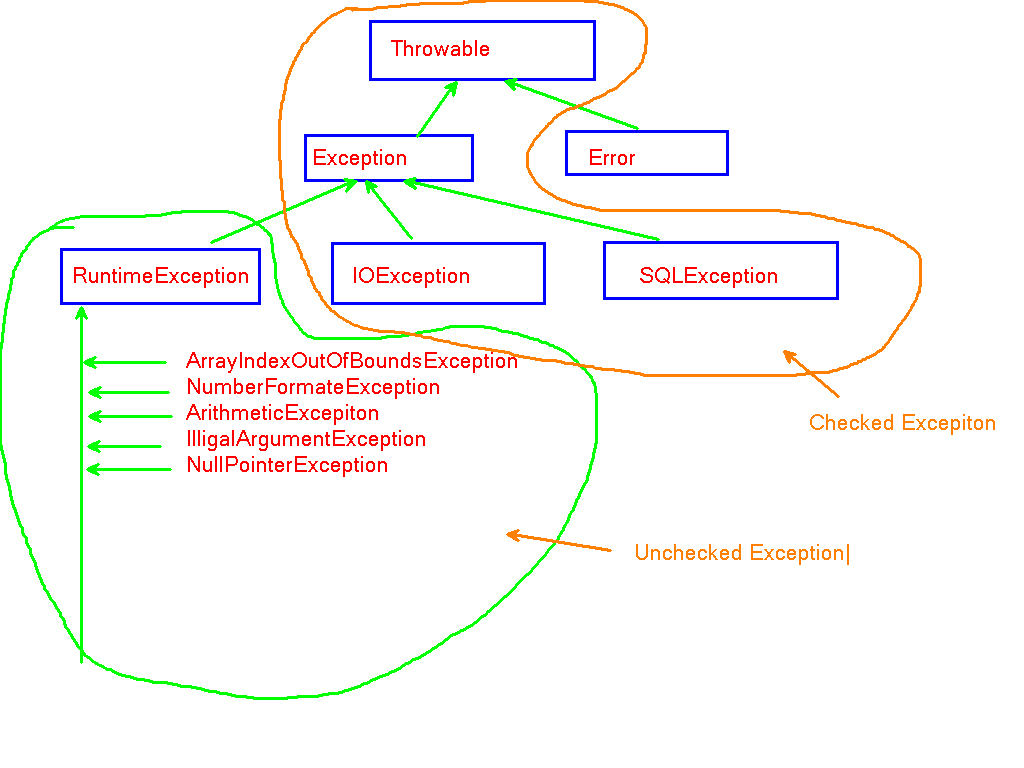 Throwable
Exception
Error
RuntimeException
IOException
SQLException
ArrayIndexOutOfBoundsException
NumberFormateException
ArithmeticExcepiton
IlligalArgumentException
NullPointerException
Checked Excepiton
Unchecked Exception|